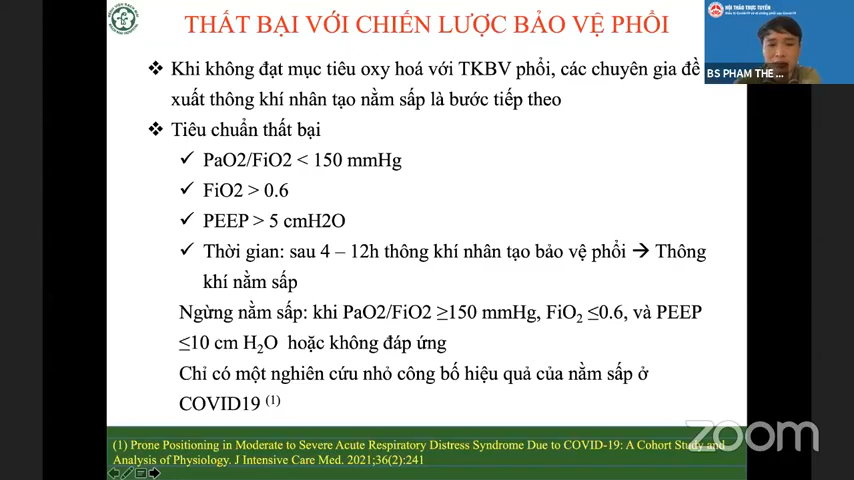 THẤT BẠI VỚI CHIẾN LƯỢC BẢO VỆ PHỔI
HỘI THẢO TRỰC TUYẾN
BS PHAM THE ...
Khi không đạt mục tiêu oxy hoá với TKBV phổi, các chuyên gia đề
xuất thông khí nhân tạo nằm sấp là bước tiếp theo
Tiêu chuẩn thất bại
PaO2/FiO2 < 150 mmHg
FiO2 > 0.6
PEEP > 5 cmH2O
Thời gian: sau 4 – 12h thông khí nhân tạo bảo vệ phổi → Thông
khí nằm sấp
Ngừng nằm sấp: khi PaO2/FiO2 ≥150 mmHg, FiO₂ ≤0.6, và PEEP
≤10 cm H₂O hoặc không đáp ứng
Chỉ có một nghiên cứu nhỏ công bố hiệu quả của nằm sấp ở
COVID19 (1)
zoom
(1) Prone Positioning in Moderate to Severe Acute Respiratory Distress Syndrome Due to COVID-19: A Cohort Study and
Analysis of Physiology. J Intensive Care Med. 2021;36(2):241